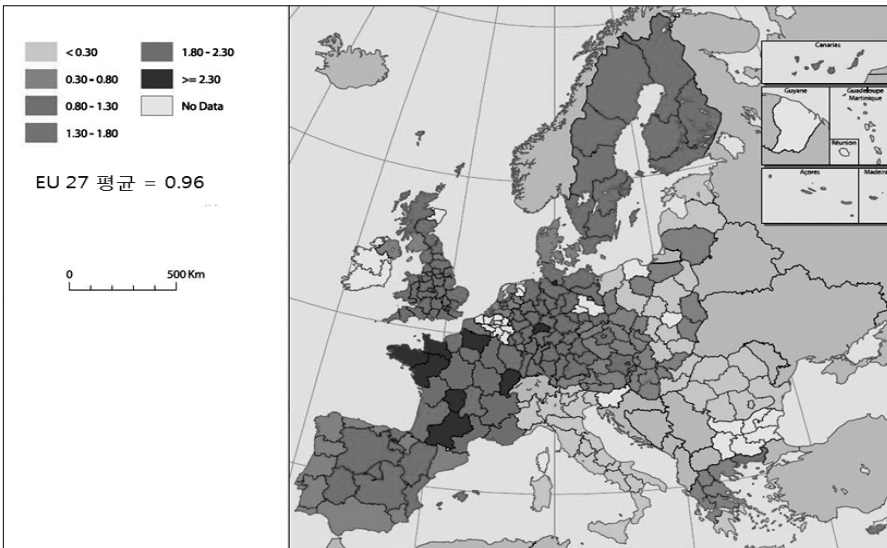 < 0.30
0.30 - 0.80
0.80 - 1.30
1.30 - 1.80
1.80 - 2.30
>= 2.30
No Data
EU 27 평균 = 0.96
0 500 Km
Canarias
Guyane
Guadeloupe
Martinique
Réunion
Açores
Madeira